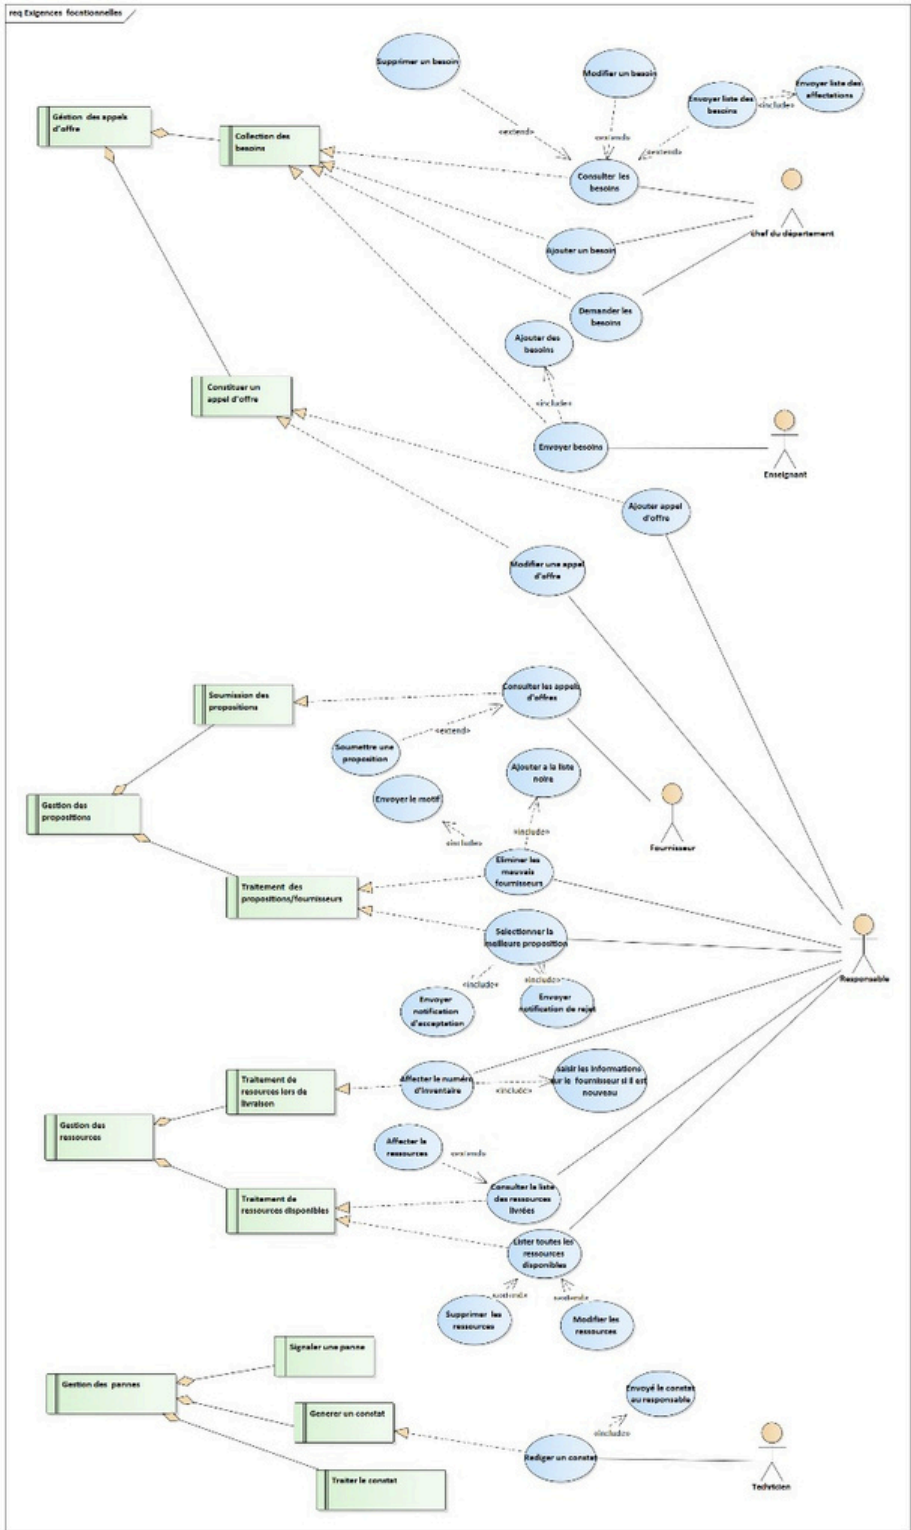 req Exigences  focntionnelles
Supprimer un besoin
Modifier un besoin
Envoyer liste des
besoins
Envoyer liste des
affectations
«include»
Géstion  des appels
d'offre
Collection des
besoins
«extend»
«extend»
«extend»
Consulter  les
besoins
chef du département
Ajouter un besoin
Demander les
besoins
Ajouter des
besoins
Constituer un
appel d'offre
«include»
Envoyer besoins
Enseignant
Ajouter appel
d'offre
Modifier une appel
d'offre
Soumission des
propositions
Consulter les appels
d'offres
«extend»
Soumettre une
proposition
Ajouter a la liste
noire
Envoyer le motif
Gestion des
propositions
«include»
«include»
Fournisseur
Eliminer les
mauvais
fournisseurs
Traitement  des
propositions/fournisseurs
Selectionner la
meilleure proposition
Responsable
«include»
«include»
Envoyer
notification
d'acceptation
Envoyer
notification de rejet
Traitement de
resources lors de
livraison
Affecter le numéro
d'inventaire
«include»
saisir les informations
sur le  fournisseur si il est
nouveau
Gestion des
ressources
Affecter le
ressources
«extend»
Traitement de
ressources disponibles
Consulter la liste
des ressources
livrées
Lister toutes les
ressources
disponibles
«extend»
«extend»
Supprimer  les
ressources
Modifier les
ressources
Signaler une panne
Gestion des  pannes
Generer un constat
Envoyé le constat
au responsable
«include»
Rediger un constat
Traiter le constat
Technicien